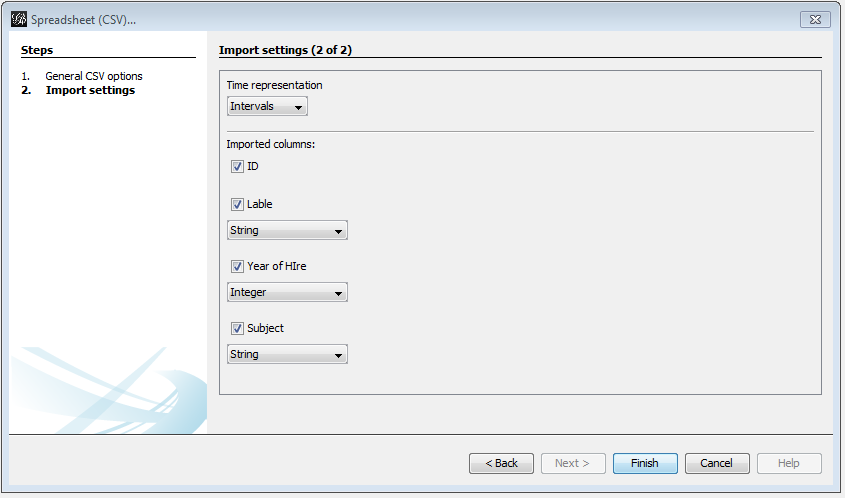 Spreadsheet (CSV)...
Steps
1. General CSV options
2. Import settings
Import settings (2 of 2)
Time representation
Intervals
Imported columns:
ID
Lable
String
Year of HIre
Integer
Subject
String
< Back
Next >
Finish
Cancel
Help